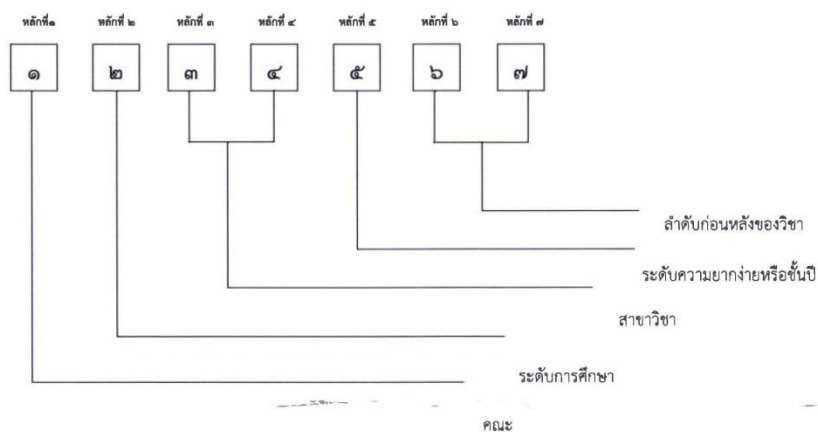 หลักที่๑ หลักที่ ๒ หลักที่ ๓ หลักที่ ๔ หลักที่ ๕ หลักที่ ๖ หลักที่ ๗
๑ ๒ ๓ ๔ ๕ ๖ ๗
ลำดับก่อนหลังของวิชา
ระดับความยากง่ายหรือชั้นปี
สาขาวิชา
ระดับการศึกษา
คณะ